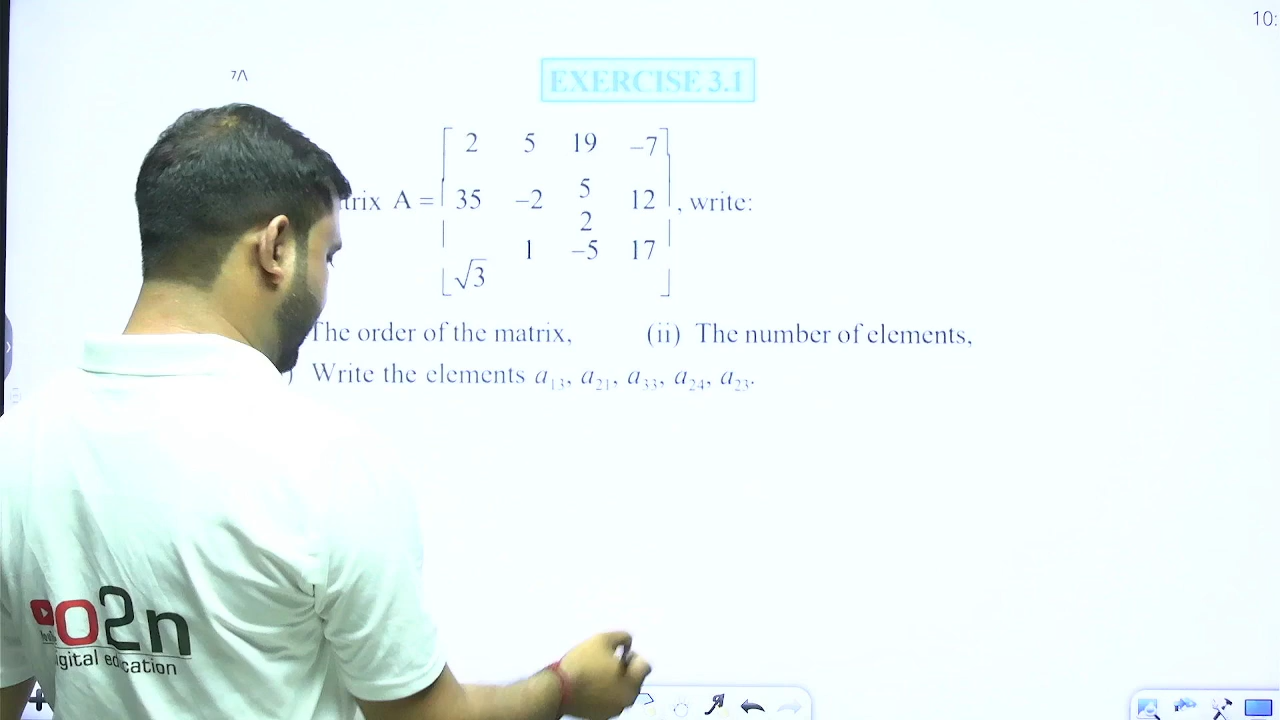 10:
7Λ
EXERCISE 3.1
2 5 19 –7
trix A = 35 –2 5 12 , write:
2
1 –5 17
√3
The order of the matrix, (ii) The number of elements,
) Write the elements a₁₃, a₂₁, a₃₃, a₂₄, a₂₃.
o2n
digital education